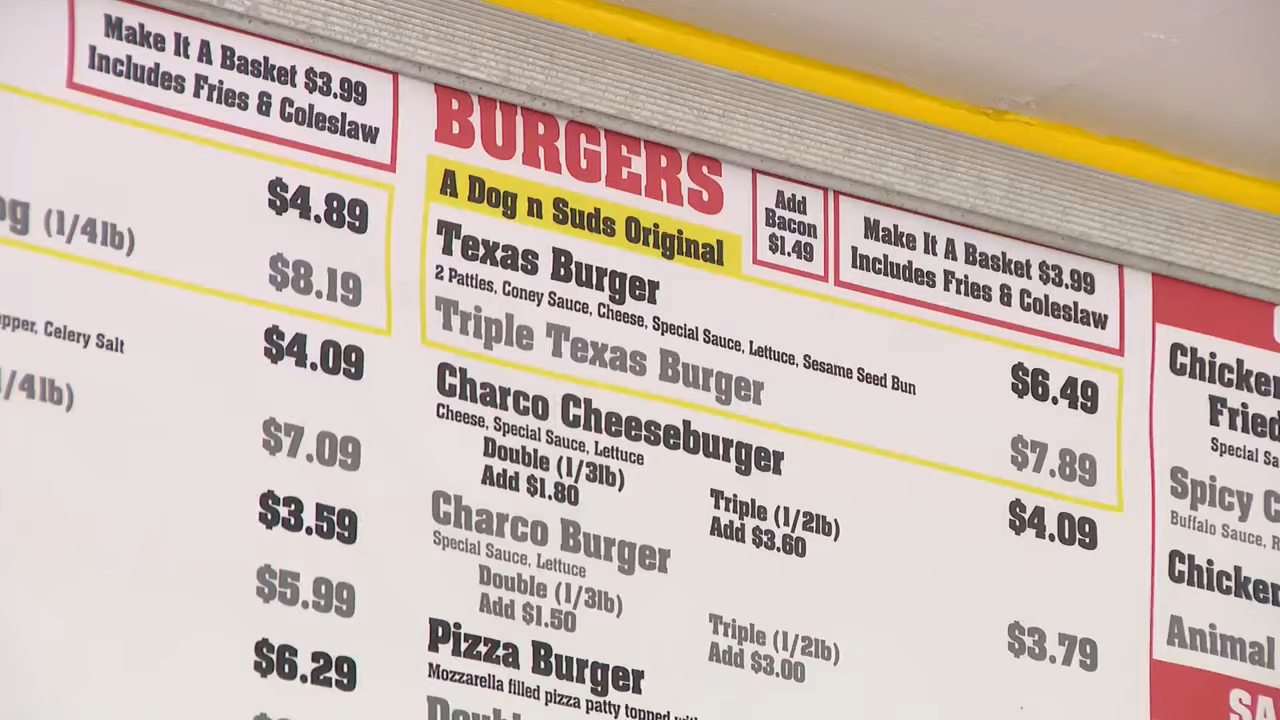 Make It A Basket $3.99
Includes Fries & Coleslaw
$4.89
(1/4lb)
$8.19
Celery Salt
$4.09
$7.09
$3.59
$5.99
$6.29
BURGERS
A Dog n Suds Original
Add
Bacon
$1.49
Make It A Basket $3.99
Includes Fries & Coleslaw
Texas Burger
$6.49
2 Patties, Coney Sauce, Cheese, Special Sauce, Lettuce, Sesame Seed Bun
Triple Texas Burger
$7.89
Charco Cheeseburger
$4.09
Cheese, Special Sauce, Lettuce
Double (1/3lb)
Add $1.80
Triple (1/2lb)
Add $3.60
Charco Burger
$3.79
Special Sauce, Lettuce
Double (1/3lb)
Add $1.50
Triple (1/2lb)
Add $3.00
Pizza Burger
Mozzarella filled pizza patty topped
Chicken
Fried
Special
Spicy
Buffalo Sauce,
Chicken
Animal